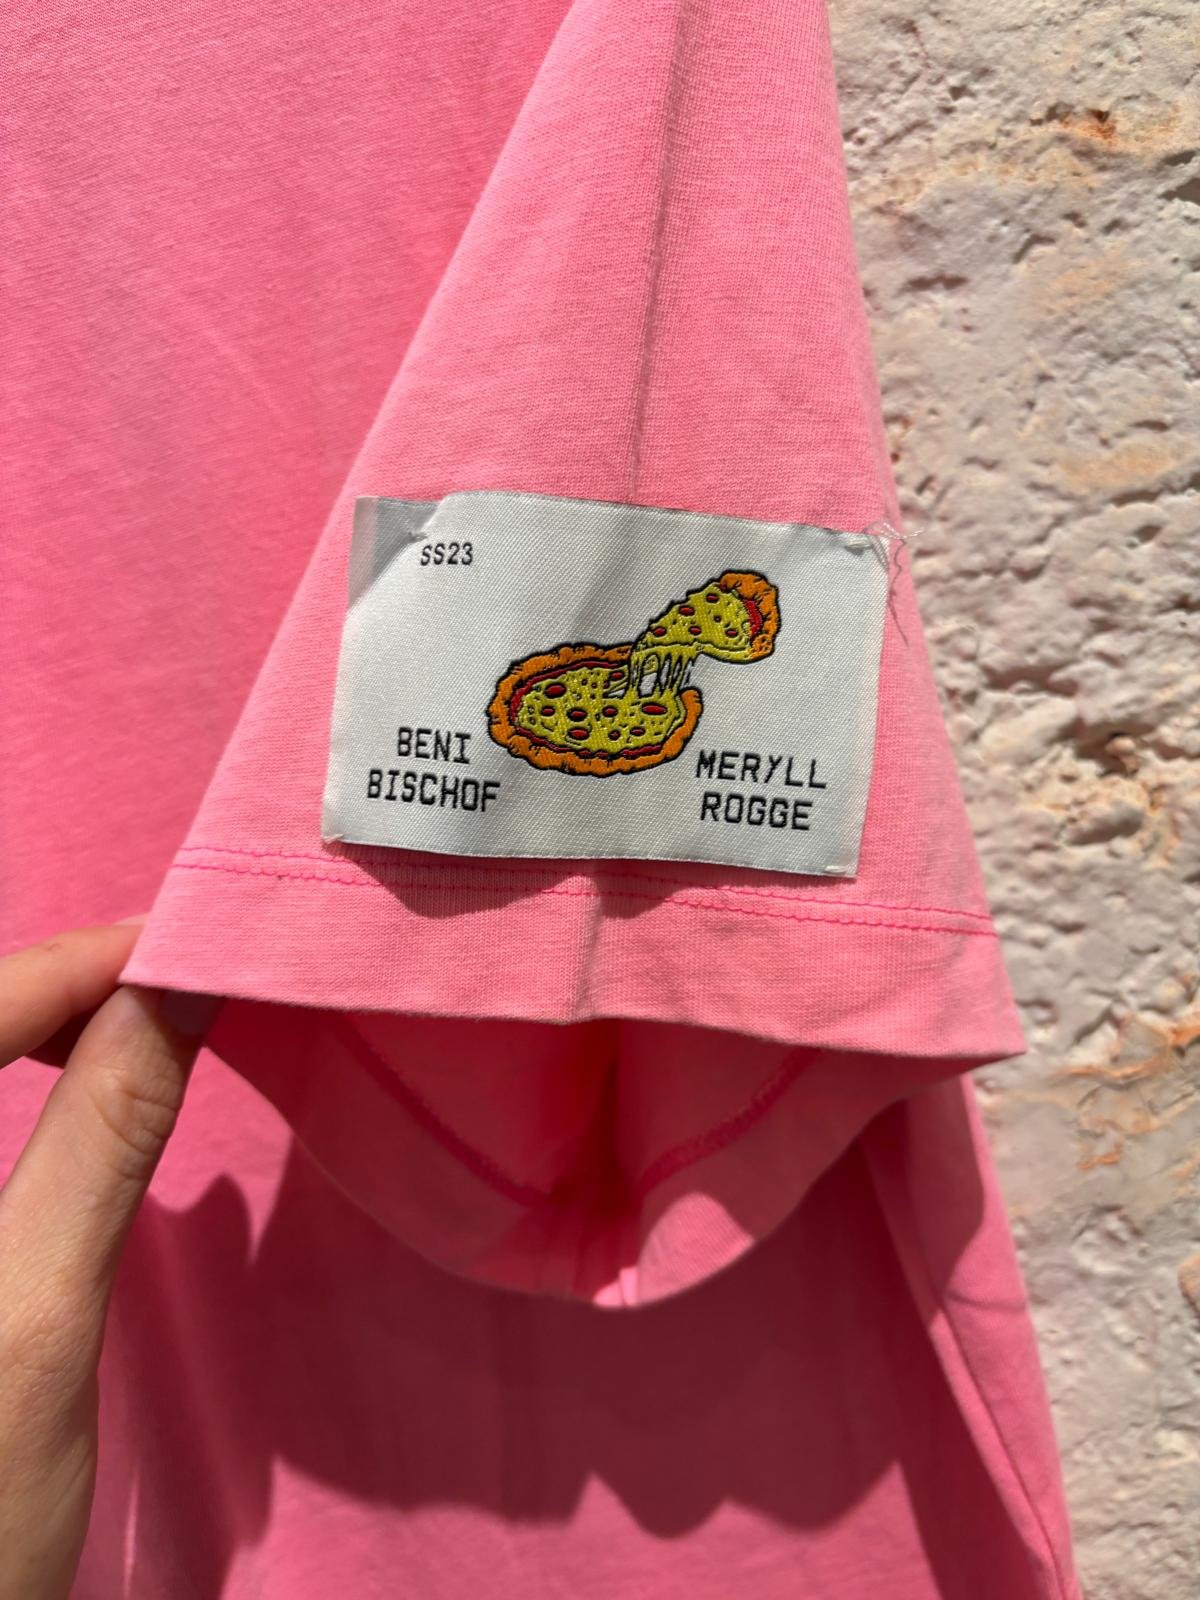 SS23
BENI
BISCHOF
MERYLL
ROGGE